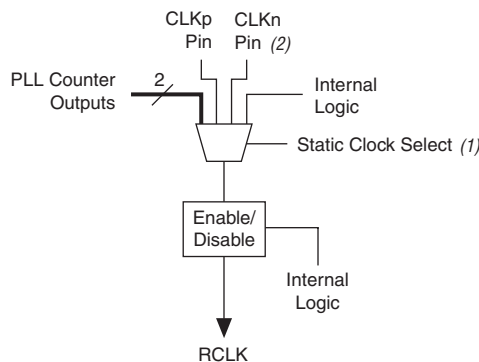 CLKp
Pin
CLKn
Pin (2)
PLL Counter
Outputs
2
Internal
Logic
Static Clock Select (1)
Enable/
Disable
Internal
Logic
RCLK